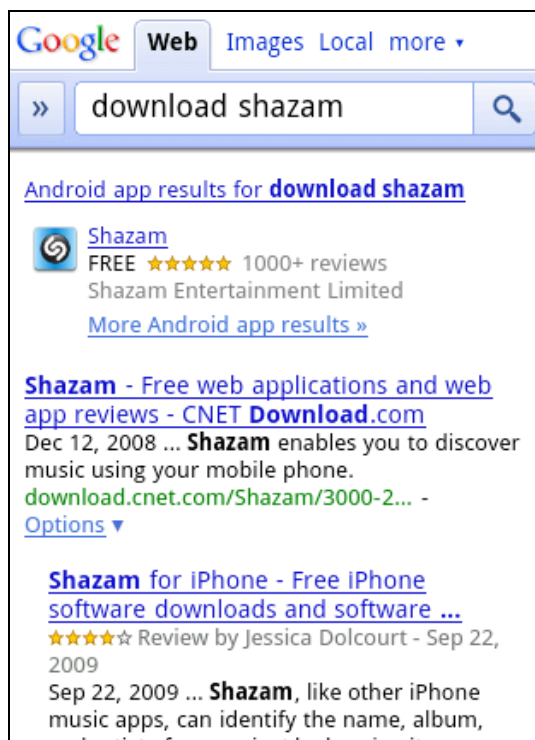 Google Web Images Local more ▾
» download shazam
Android app results for download shazam
Shazam
FREE ★★★★★ 1000+ reviews
Shazam Entertainment Limited
More Android app results »
Shazam - Free web applications and web
app reviews - CNET Download.com
Dec 12, 2008 ... Shazam enables you to discover
music using your mobile phone.
download.cnet.com/Shazam/3000-2... -
Options ▼
Shazam for iPhone - Free iPhone
software downloads and software ...
★★★★☆ Review by Jessica Dolcourt - Sep 22,
2009
Sep 22, 2009 ... Shazam, like other iPhone
music apps, can identify the name, album,